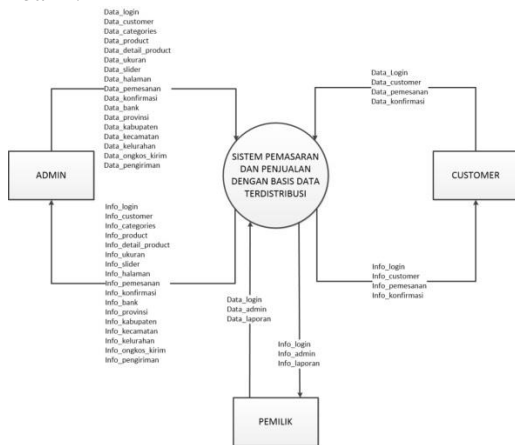 Data_login
Data_customer
Data_categories
Data_product
Data_detail_product
Data_ukuran
Data_slider
Data_halaman
Data_pemesanan
Data_konfirmasi
Data_bank
Data_provinsi
Data_kabupaten
Data_kecamatan
Data_kelurahan
Data_ongkos_kirim
Data_pengiriman
Data_Login
Data_customer
Data_pemesanan
Data_konfirmasi
ADMIN
SISTEM PEMASARAN
DAN PENJUALAN
DENGAN BASIS DATA
TERDISTRIBUSI
CUSTOMER
Info_login
Info_customer
Info_categories
Info_product
Info_detail_product
Info_ukuran
Info_slider
Info_halaman
Info_pemesanan
Info_konfirmasi
Info_bank
Info_provinsi
Info_kabupaten
Info_kecamatan
Info_kelurahan
Info_ongkos_kirim
Info_pengiriman
Info_login
Info_customer
Info_pemesanan
Info_konfirmasi
Data_login
Data_admin
Data_laporan
Info_login
Info_admin
Info_laporan
PEMILIK